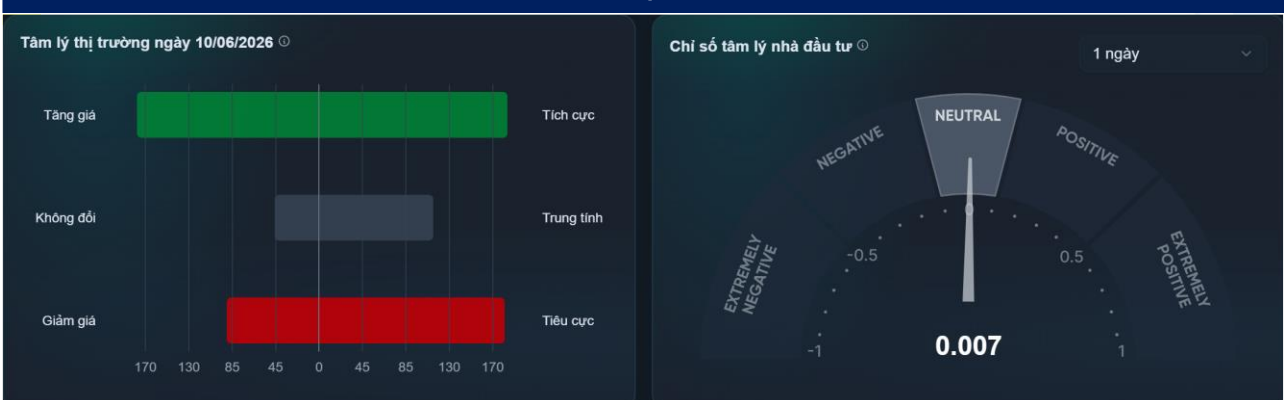 Tâm lý thị trường ngày 10/06/2026
Tăng giá
Tích cực
Không đổi
Trung tính
Giảm giá
Tiêu cực
170 130 85 45 0 45 85 130 170
Chỉ số tâm lý nhà đầu tư
1 ngày
EXTREMELY NEGATIVE
NEGATIVE
NEUTRAL
POSITIVE
EXTREMELY POSITIVE
-1
-0.5
0
0.5
1
0.007